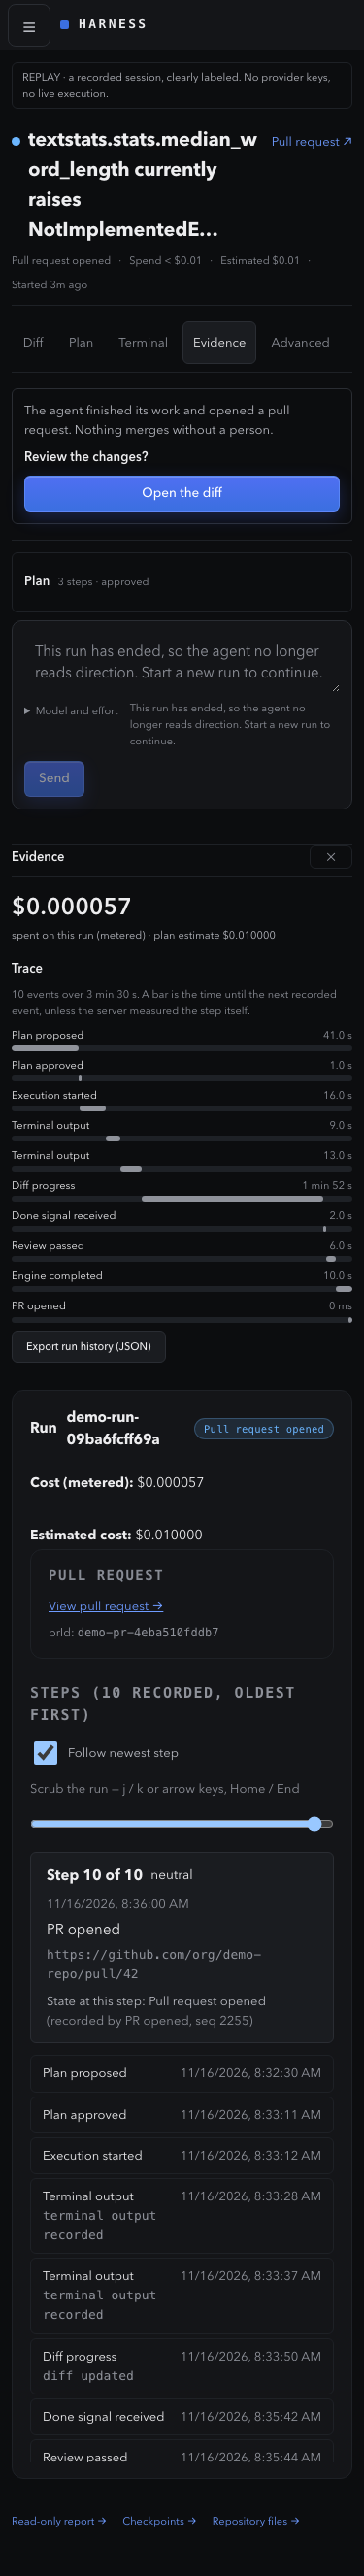 HARNESS
REPLAY · a recorded session, clearly labeled. No provider keys,
no live execution.
textstats.stats.median_w
ord_length currently
raises
NotImplementedE…
Pull request ↗
Pull request opened · Spend < $0.01 · Estimated $0.01 ·
Started 3m ago
Diff Plan Terminal Evidence Advanced
The agent finished its work and opened a pull
request. Nothing merges without a person.
Review the changes?
Open the diff
Plan 3 steps · approved
This run has ended, so the agent no longer
reads direction. Start a new run to continue.
▶ Model and effort
This run has ended, so the agent no
longer reads direction. Start a new run to
continue.
Send
Evidence ×
$0.000057
spent on this run (metered) · plan estimate $0.010000
Trace
10 events over 3 min 30 s. A bar is the time until the next recorded
event, unless the server measured the step itself.
Plan proposed 41.0 s
Plan approved 1.0 s
Execution started 16.0 s
Terminal output 9.0 s
Terminal output 13.0 s
Diff progress 1 min 52 s
Done signal received 2.0 s
Review passed 6.0 s
Engine completed 10.0 s
PR opened 0 ms
Export run history (JSON)
Run demo-run-
09ba6fcff69a
Pull request opened
Cost (metered): $0.000057
Estimated cost: $0.010000
PULL REQUEST
View pull request →
prId: demo-pr-4eba510fddb7
STEPS (10 RECORDED, OLDEST
FIRST)
Follow newest step
Scrub the run — j / k or arrow keys, Home / End
Step 10 of 10 neutral
11/16/2026, 8:36:00 AM
PR opened
https://github.com/org/demo-
repo/pull/42
State at this step: Pull request opened
(recorded by PR opened, seq 2255)
Plan proposed 11/16/2026, 8:32:30 AM
Plan approved 11/16/2026, 8:33:11 AM
Execution started 11/16/2026, 8:33:12 AM
Terminal output 11/16/2026, 8:33:28 AM
terminal output
recorded
Terminal output 11/16/2026, 8:33:37 AM
terminal output
recorded
Diff progress 11/16/2026, 8:33:50 AM
diff updated
Done signal received 11/16/2026, 8:35:42 AM
Review passed 11/16/2026, 8:35:44 AM
Read-only report → Checkpoints → Repository files →